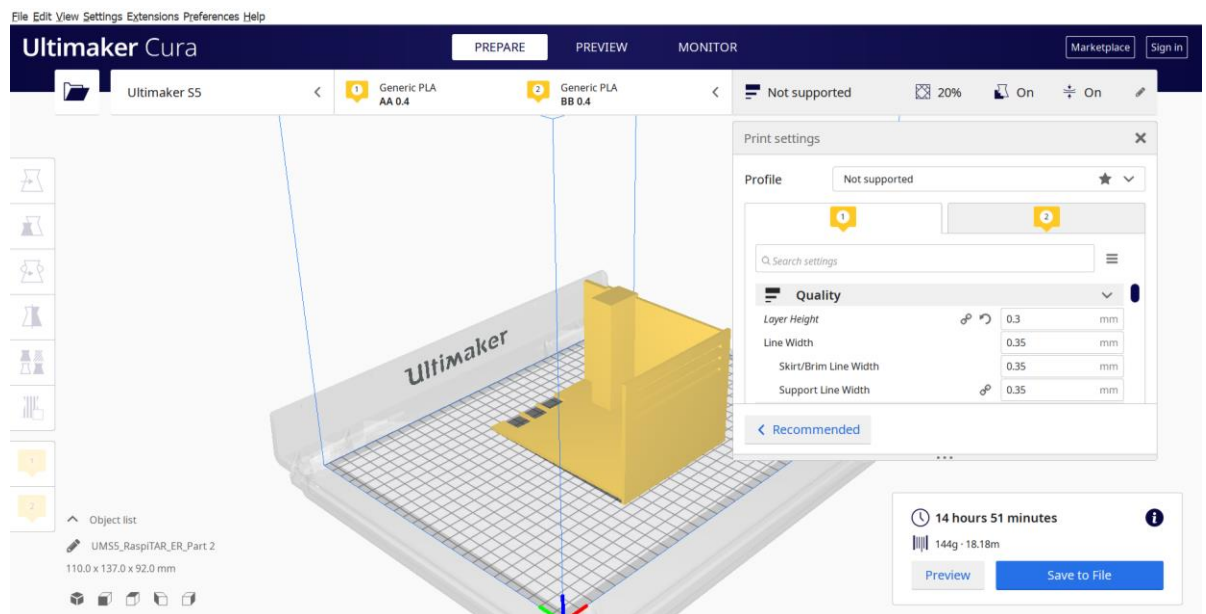 File Edit View Settings Extensions Preferences Help
Ultimaker Cura
PREPARE PREVIEW MONITOR
Marketplace Sign in
Ultimaker S5
1 Generic PLA
AA 0.4
2 Generic PLA
BB 0.4
Not supported 20% On On
Print settings
Profile Not supported
1 2
Search settings
Quality
Layer Height 0.3 mm
Line Width 0.35 mm
Skirt/Brim Line Width 0.35 mm
Support Line Width 0.35 mm
Recommended
Ultimaker
1
2
Object list
UMS5_RaspiTAR_ER_Part 2
110.0 x 137.0 x 92.0 mm
14 hours 51 minutes
144g · 18.18m
Preview Save to File